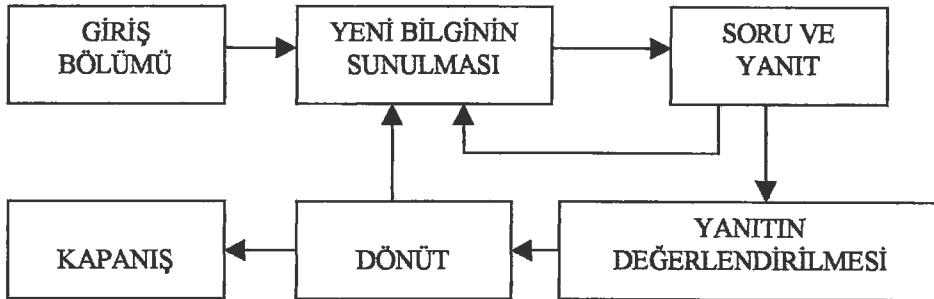 GİRİŞ
BÖLÜMÜ
YENİ BİLGİNİN
SUNULMASI
SORU VE
YANIT
KAPANIŞ
DÖNÜT
YANITIN
DEĞERLENDİRİLMESİ